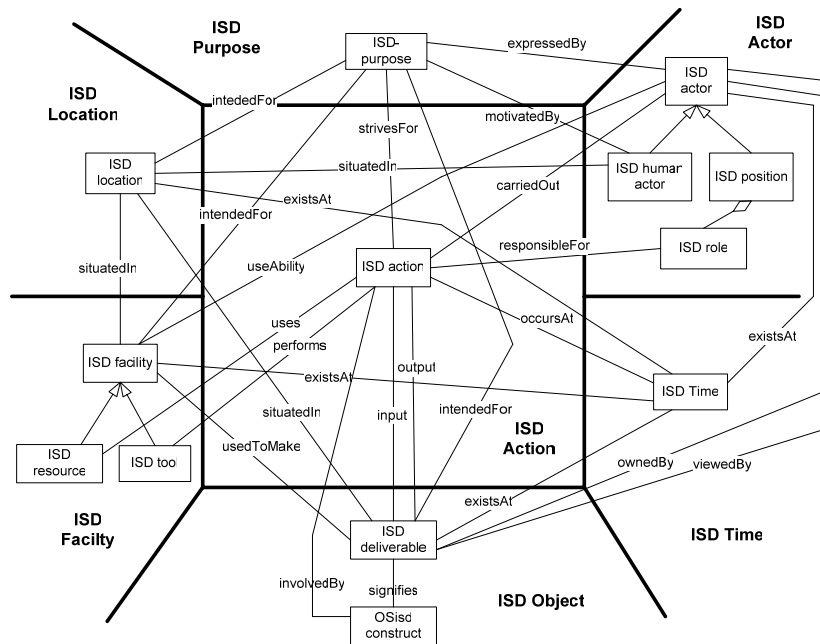 ISD
Purpose
ISD-
purpose
expressedBy
ISD
Actor
ISD
actor
ISD
Location
intededFor
strivesFor
motivatedBy
ISD
location
situatedIn
ISD human
actor
ISD position
carriedOut
intendedFor
existsAt
responsibleFor
ISD role
situatedIn
useAbility
ISD action
uses
occursAt
performs
existsAt
ISD facility
output
existsAt
ISD Time
input
situatedIn
intendedFor
ISD
Action
ISD
resource
ISD tool
usedToMake
ownedBy
viewedBy
existsAt
ISD
Facilty
ISD
deliverable
ISD Time
involvedBy
signifies
ISD Object
OSisd
construct